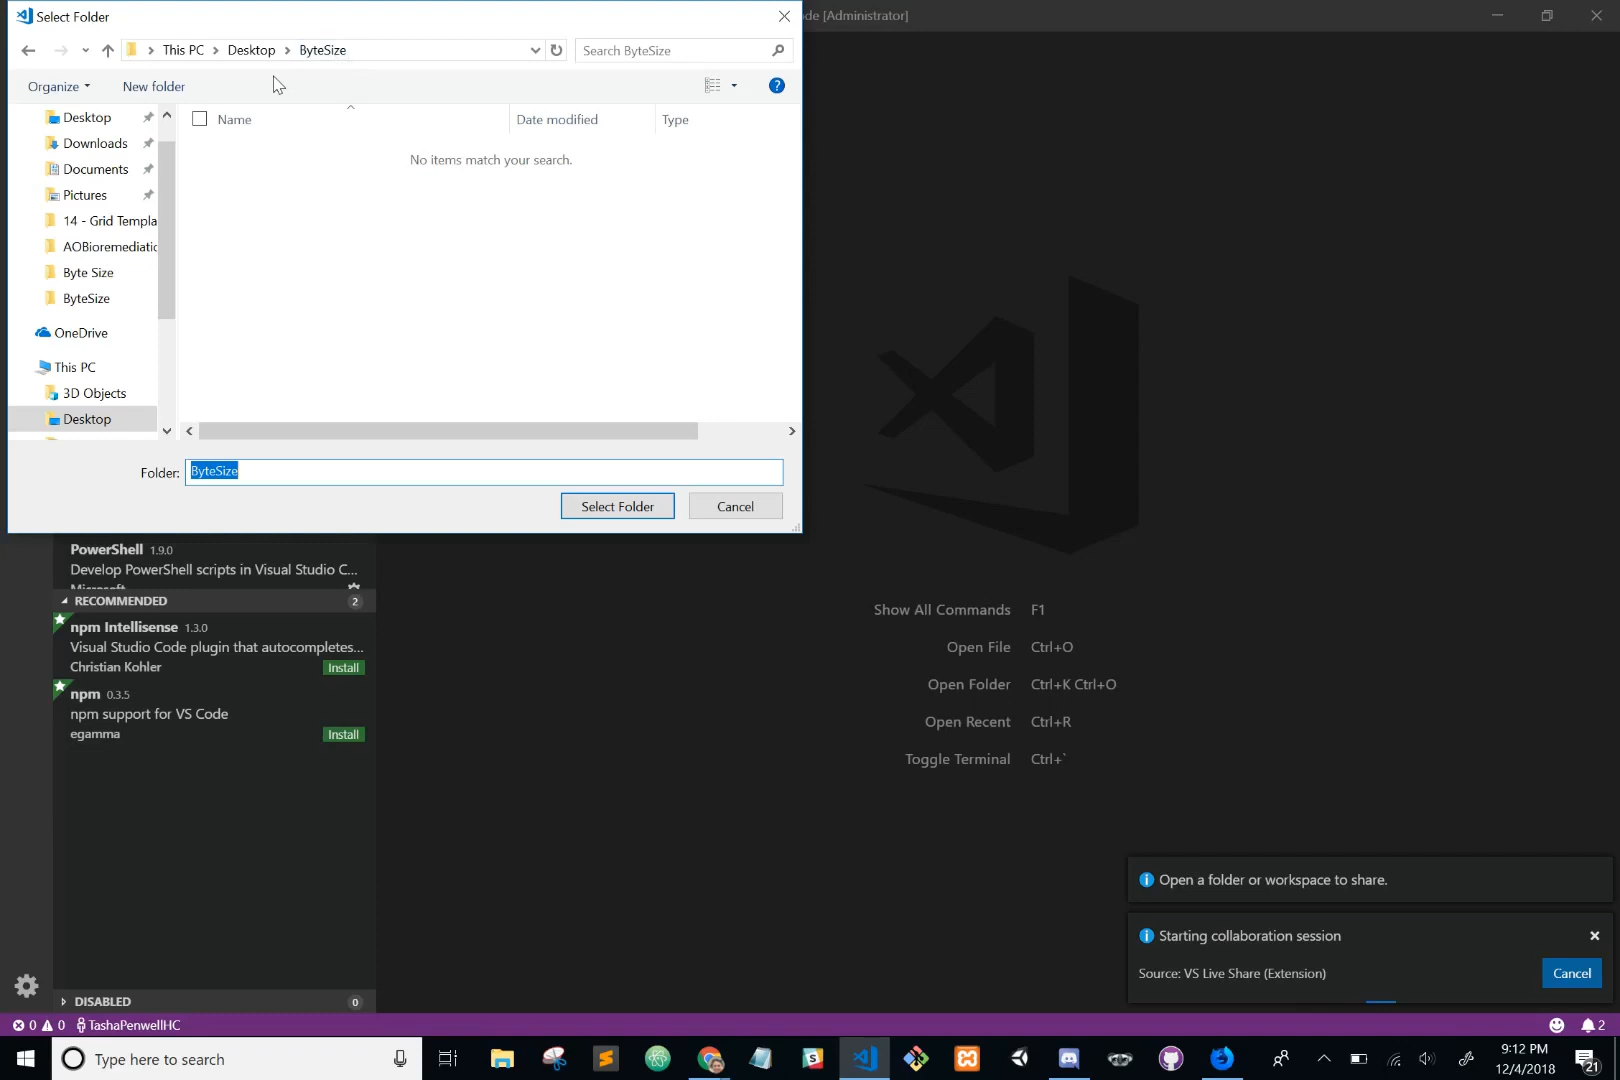 Select Folder
de [Administrator]
This PC
Desktop
ByteSize
Search ByteSize
Organize
New folder
Name
Date modified
Type
No items match your search.
Desktop
Downloads
Documents
Pictures
14 - Grid Templa
AOBioremediatic
Byte Size
ByteSize
OneDrive
This PC
3D Objects
Desktop
Folder: ByteSize
Select Folder
Cancel
PowerShell 1.9.0
Develop PowerShell scripts in Visual Studio C...
Microsoft
RECOMMENDED 2
npm Intellisense 1.3.0
Visual Studio Code plugin that autocompletes...
Christian Kohler Install
npm 0.3.5
npm support for VS Code
egamma Install
Show All Commands F1
Open File Ctrl+O
Open Folder Ctrl+K Ctrl+O
Open Recent Ctrl+R
Toggle Terminal Ctrl+`
Open a folder or workspace to share.
Starting collaboration session
Source: VS Live Share (Extension) Cancel
DISABLED 0
0 0 TashaPenwellHC
2
Type here to search
9:12 PM
12/4/2018
21